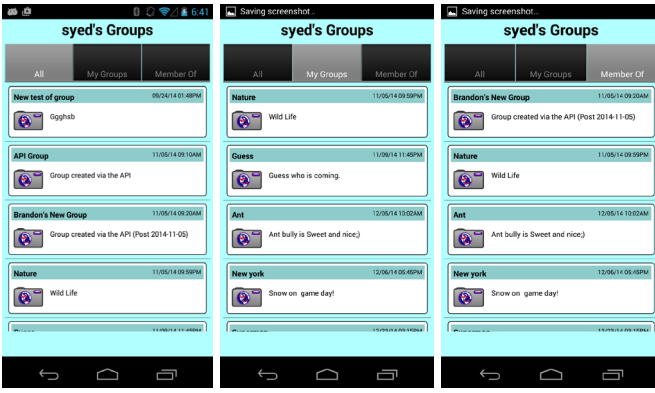 6:41
syed's Groups
All
My Groups
Member Of
New test of group
09/24/14 01:48PM
Ggghsb
API Group
11/05/14 09:10AM
Group created via the API
Brandon's New Group
11/05/14 09:20AM
Group created via the API (Post 2014-11-05)
Nature
11/05/14 09:59PM
Wild Life
Saving screenshot...
syed's Groups
All
My Groups
Member Of
Nature
11/05/14 09:59PM
Wild Life
Guess
11/09/14 11:45PM
Guess who is coming.
Ant
12/05/14 10:02AM
Ant bully is Sweet and nice;)
New york
12/06/14 05:45PM
Snow on game day!
Saving screenshot...
syed's Groups
All
My Groups
Member Of
Brandon's New Group
11/05/14 09:20AM
Group created via the API (Post 2014-11-05)
Nature
11/05/14 09:59PM
Wild Life
Ant
12/05/14 10:02AM
Ant bully is Sweet and nice;)
New york
12/06/14 05:45PM
Snow on game day!